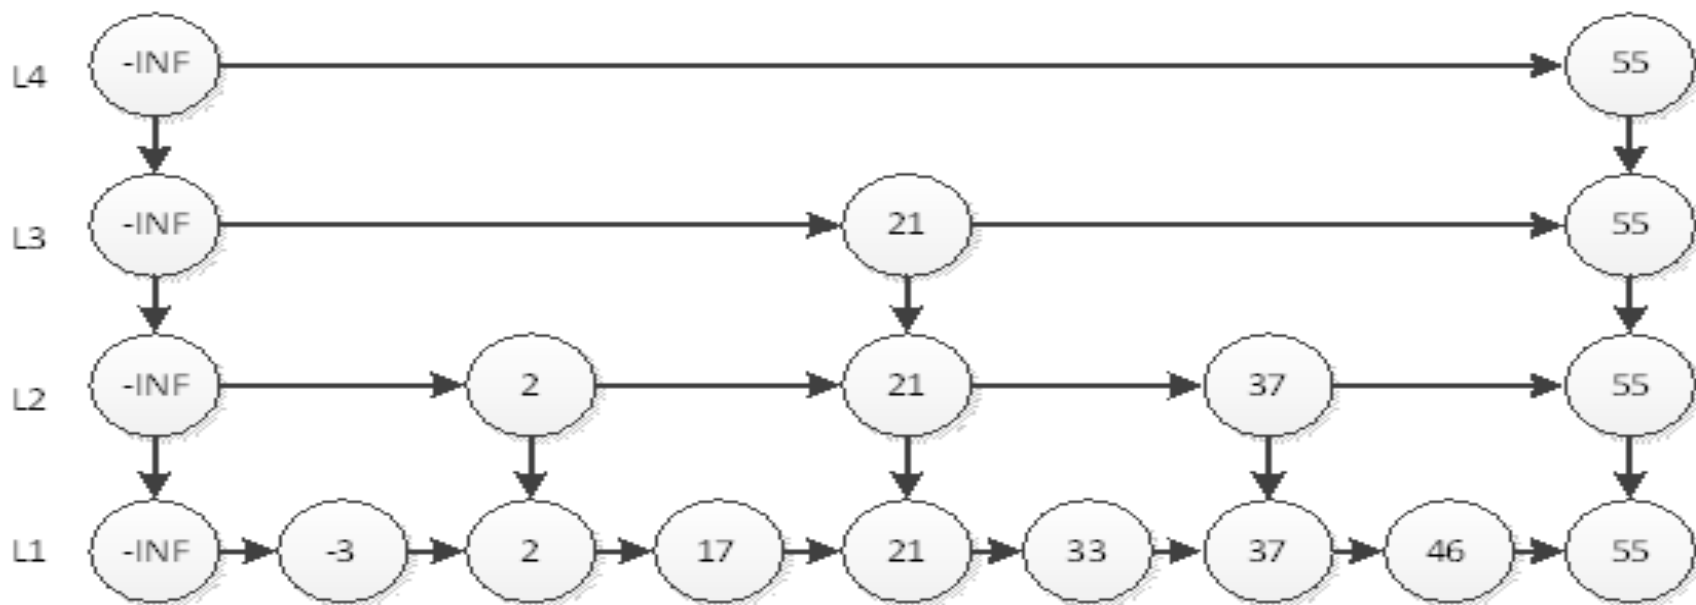 L4 -INF 55
L3 -INF 21 55
L2 -INF 2 21 37 55
L1 -INF -3 2 17 21 33 37 46 55